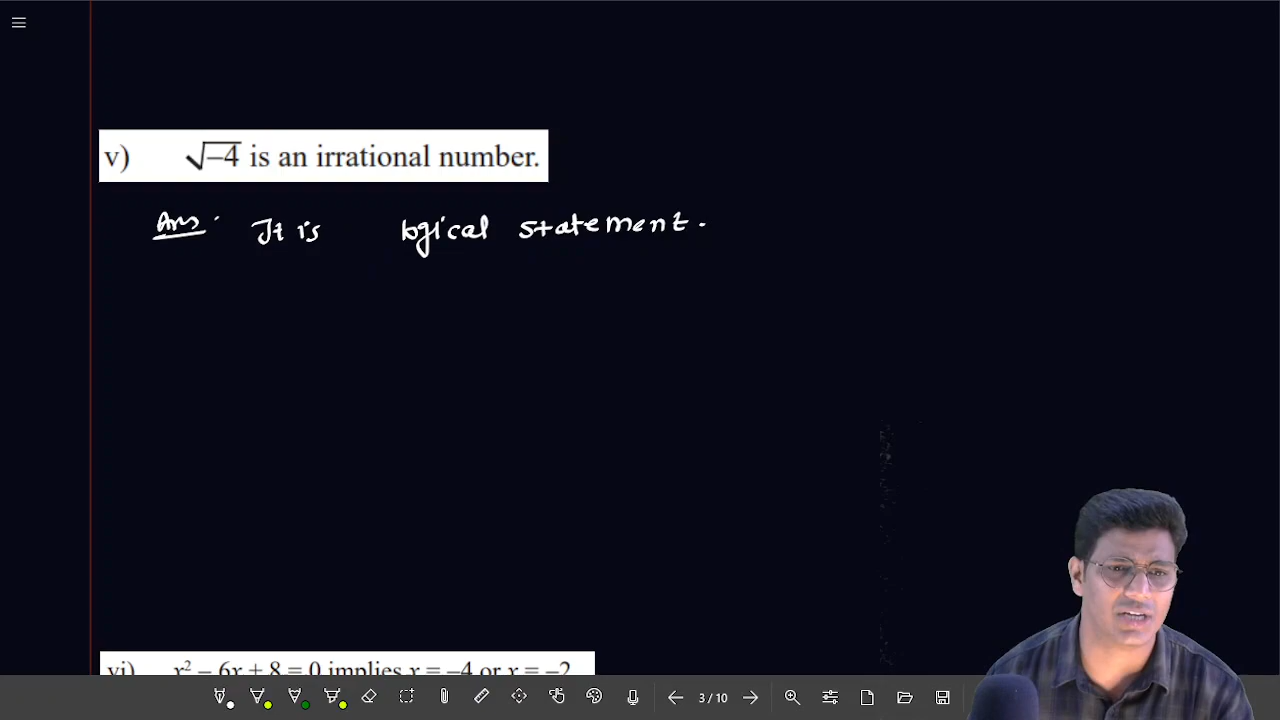 v) √−4 is an irrational number.
Ans: It is logical statement.
vi) x² − 6x + 8 = 0 implies x = −4 or x = −2
3/10